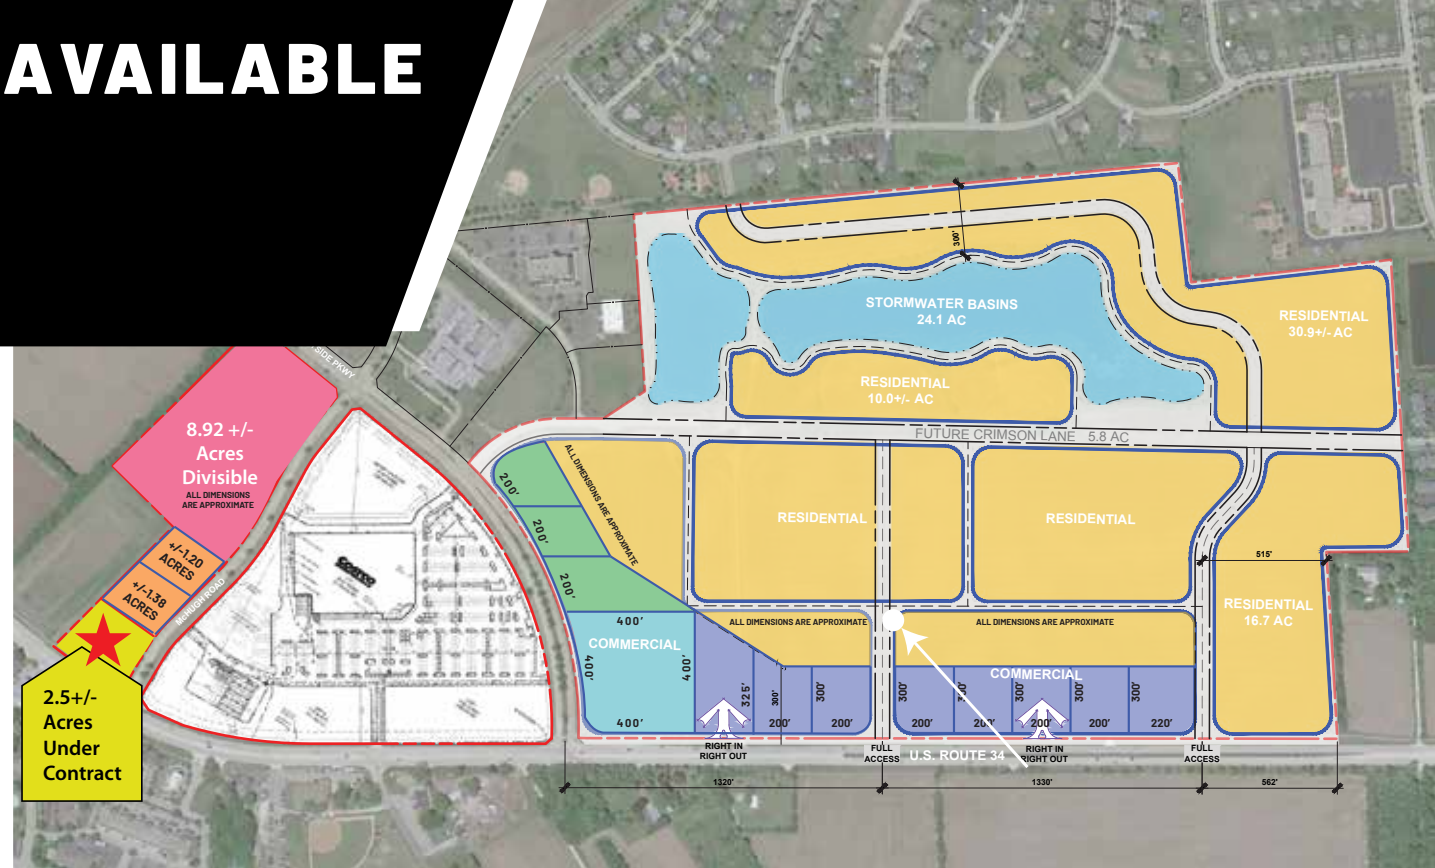 AVAILABLE
SIDE PKWY
8.92 +/-
Acres
Divisible
ALL DIMENSIONS
ARE APPROXIMATE
+/-1.20
ACRES
+/-1.38
ACRES
McHUGH ROAD
2.5+/-
Acres
Under
Contract
Costco
STORMWATER BASINS
24.1 AC
300'
RESIDENTIAL
30.9+/- AC
RESIDENTIAL
10.0+/- AC
FUTURE CRIMSON LANE 5.8 AC
200'
200'
200'
ALL DIMENSIONS ARE APPROXIMATE
RESIDENTIAL
RESIDENTIAL
515'
RESIDENTIAL
16.7 AC
400'
COMMERCIAL
400'
400'
400'
ALL DIMENSIONS ARE APPROXIMATE
ALL DIMENSIONS ARE APPROXIMATE
COMMERCIAL
325'
300'
300'
300'
300'
300'
300'
300'
200'
200'
200'
200'
200'
200'
220'
RIGHT IN
RIGHT OUT
FULL
ACCESS
U.S. ROUTE 34
RIGHT IN
RIGHT OUT
FULL
ACCESS
1320'
1330'
562'